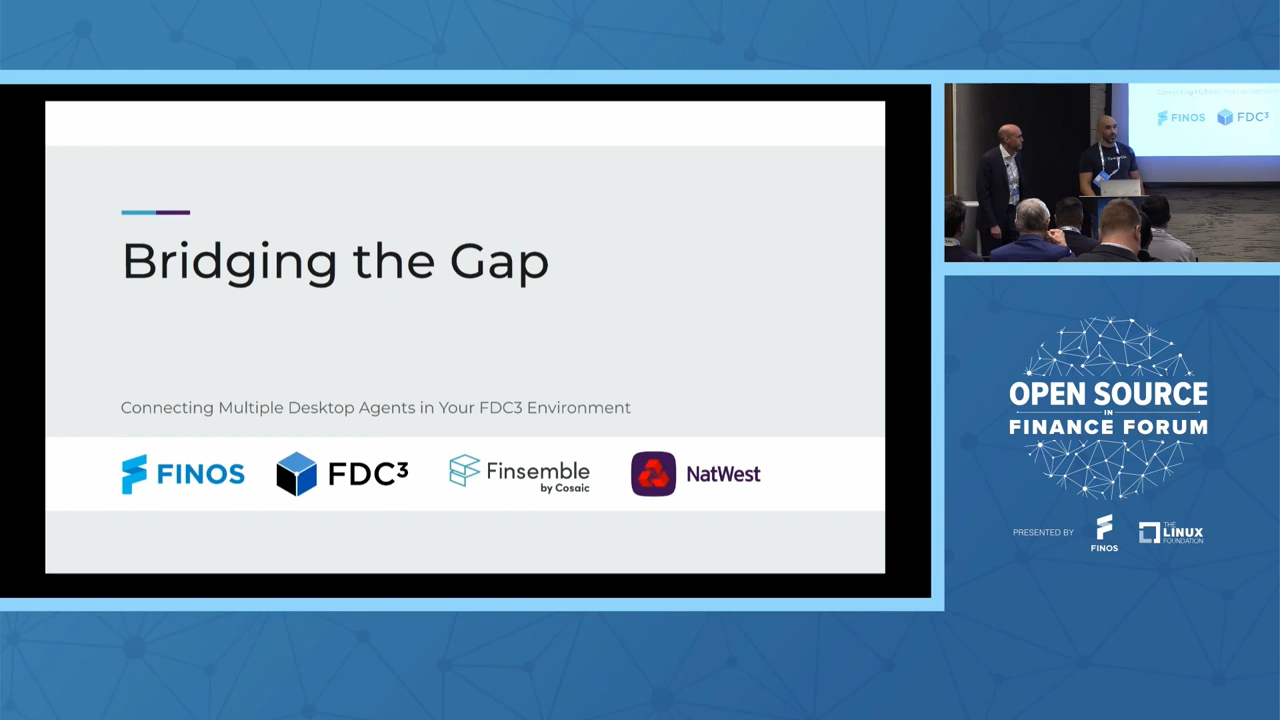 Bridging the Gap
Connecting Multiple Desktop Agents in Your FDC3 Environment
FINOS
FDC³
Finsemble
by Cosaic
NatWest
FINOS
FDC³
OPEN SOURCE
IN
FINANCE FORUM
PRESENTED BY
FINOS
THE
LINUX
FOUNDATION